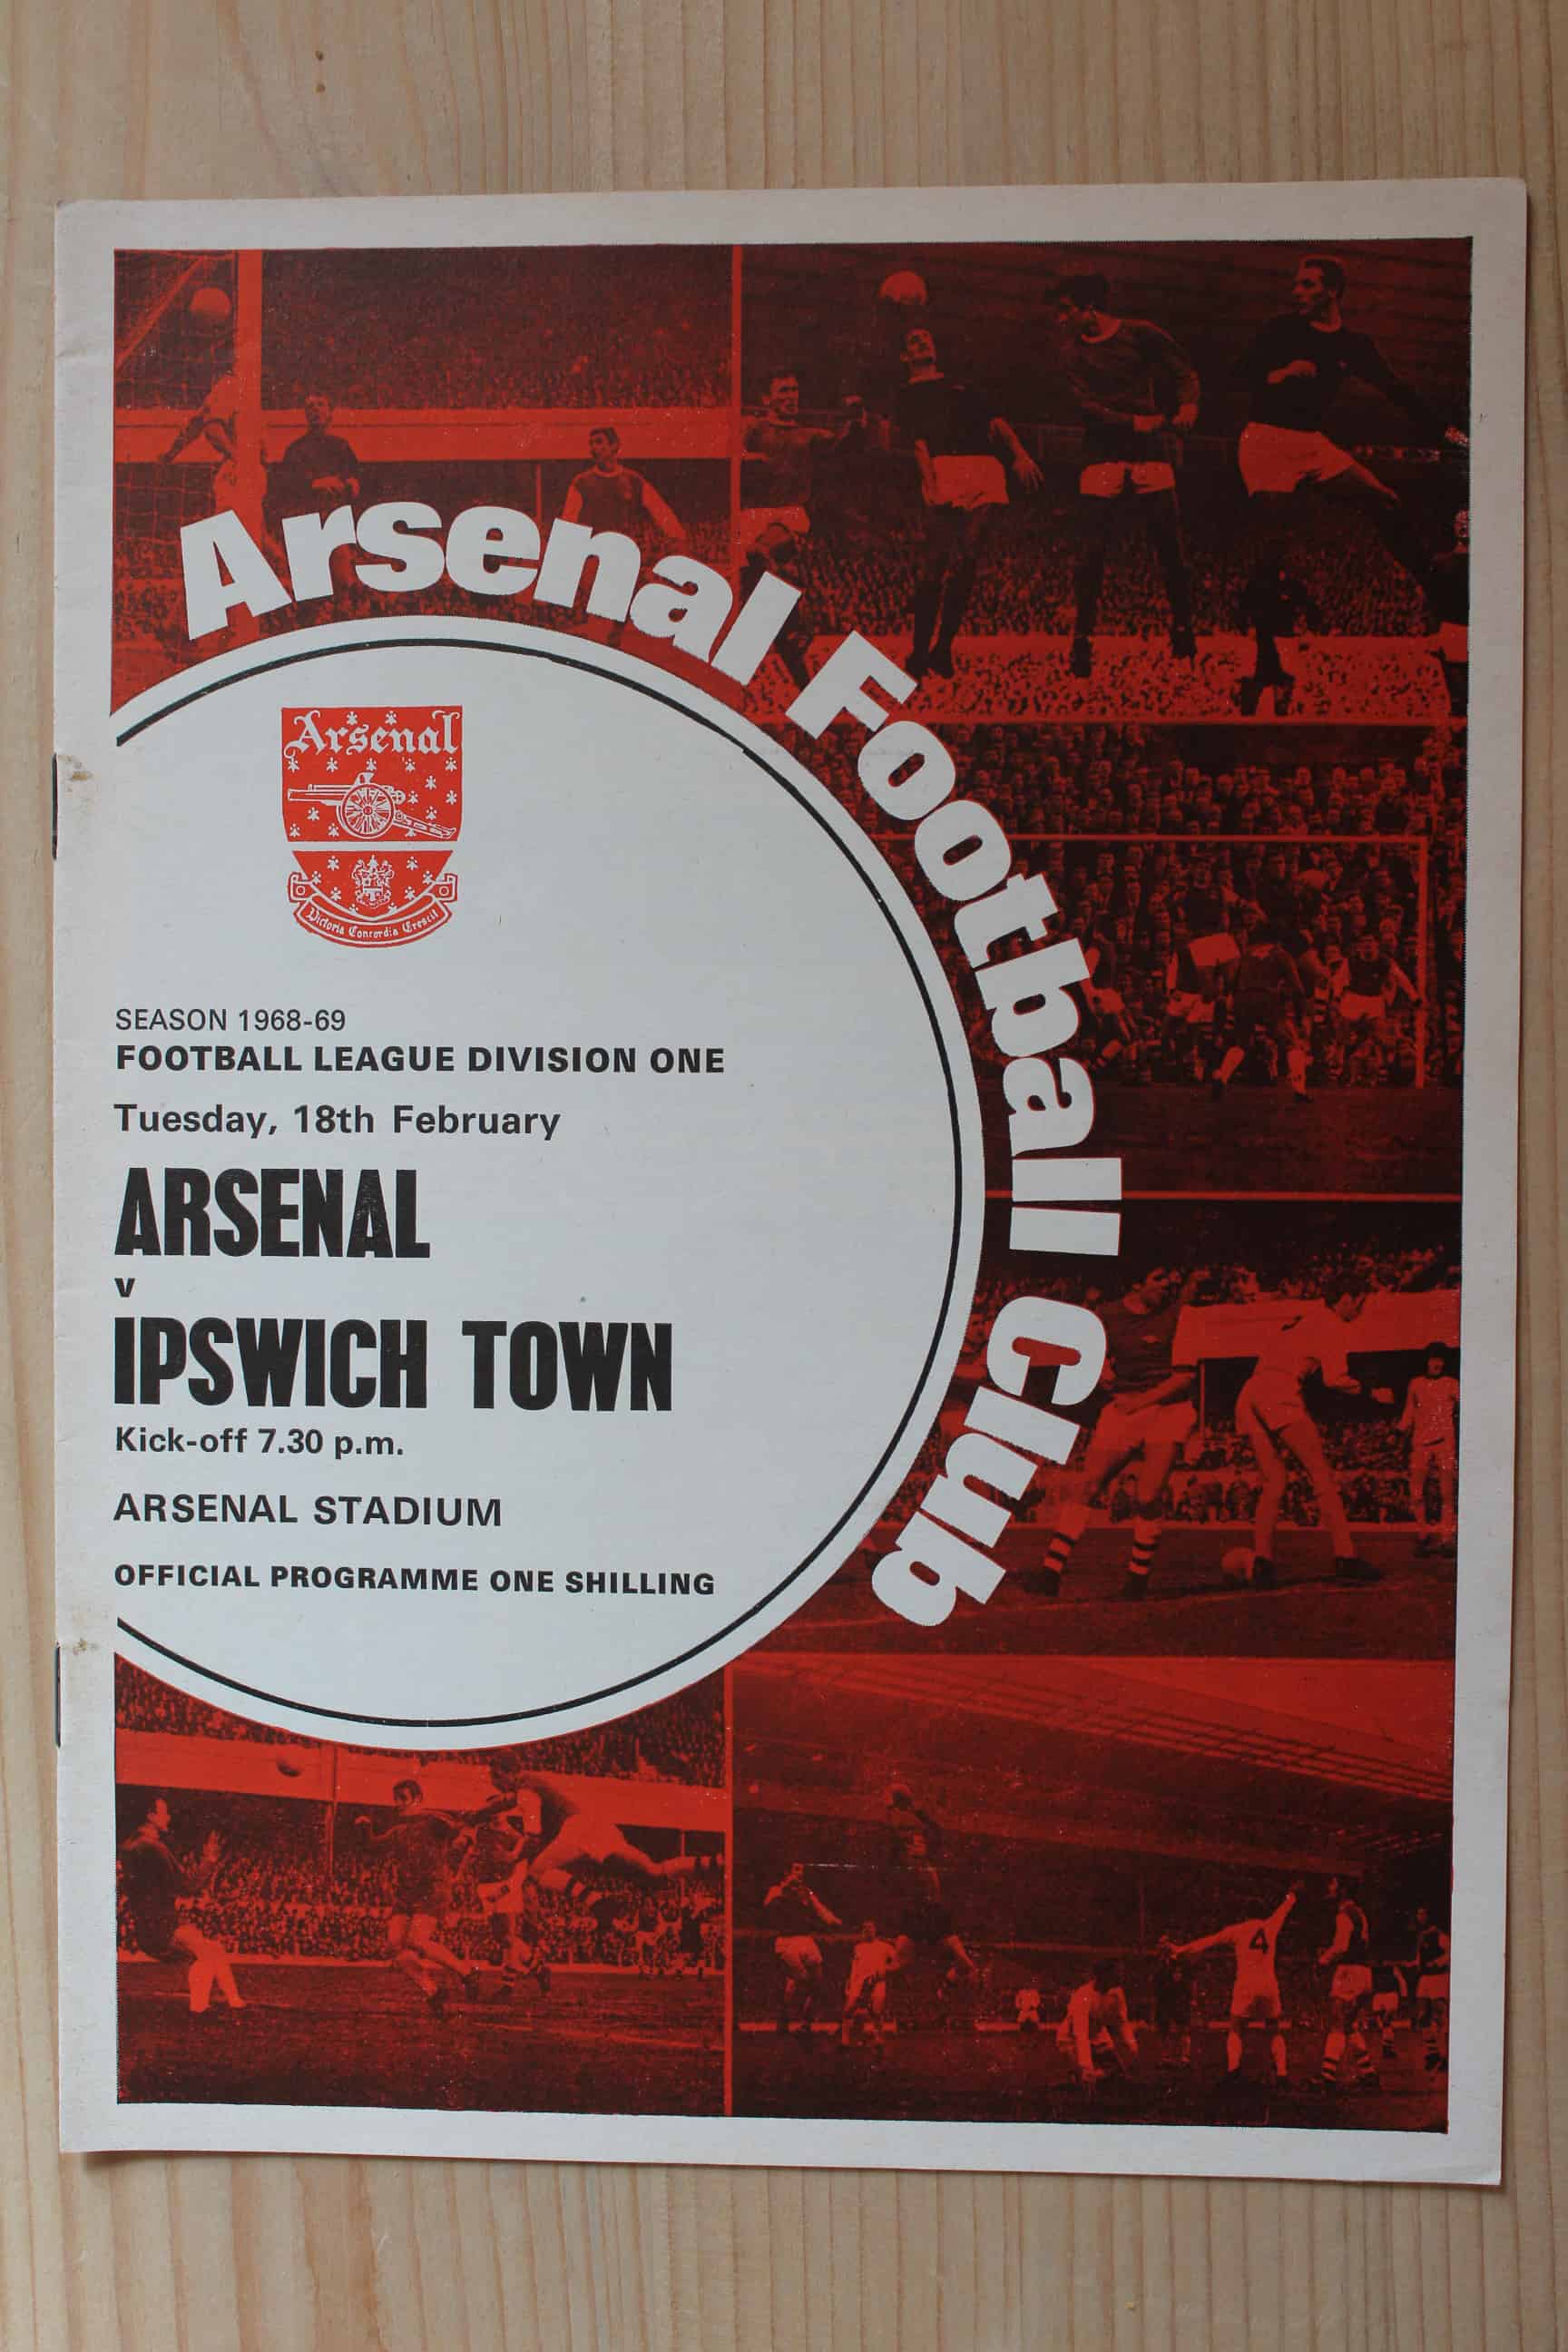 Arsenal Football Club
Arsenal
Victoria Concordia Crescit
SEASON 1968-69
FOOTBALL LEAGUE DIVISION ONE
Tuesday, 18th February
ARSENAL
v
IPSWICH TOWN
Kick-off 7.30 p.m.
ARSENAL STADIUM
OFFICIAL PROGRAMME ONE SHILLING
4